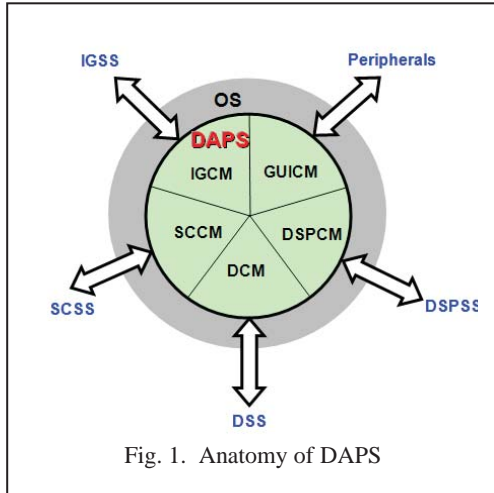 IGSS
Peripherals
OS
DAPS
IGCM
GUICM
SCCM
DSPCM
DCM
SCSS
DSPSS
DSS
Fig. 1. Anatomy of DAPS